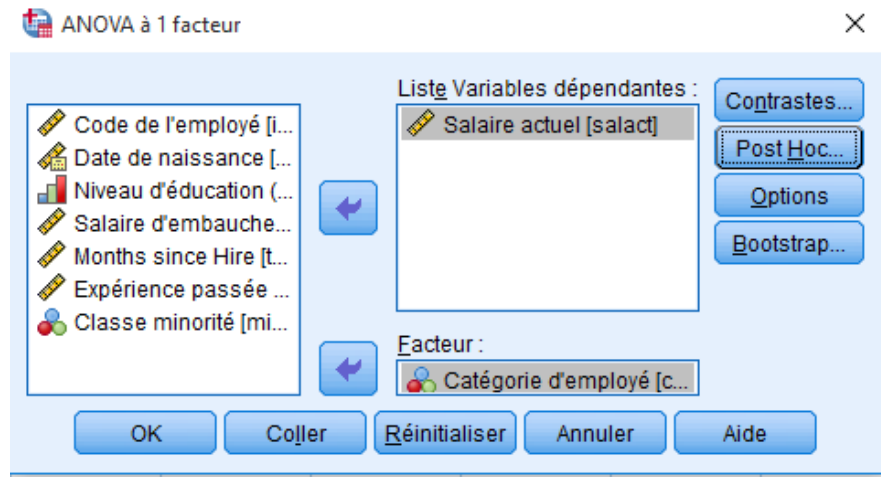 ANOVA à 1 facteur
Code de l'employé [i...
Date de naissance [...
Niveau d'éducation (...
Salaire d'embauche...
Months since Hire [t...
Expérience passée ...
Classe minorité [mi...
Liste Variables dépendantes :
Salaire actuel [salact]
Facteur :
Catégorie d'employé [c...
Contrastes...
Post Hoc...
Options
Bootstrap...
OK
Coller
Réinitialiser
Annuler
Aide